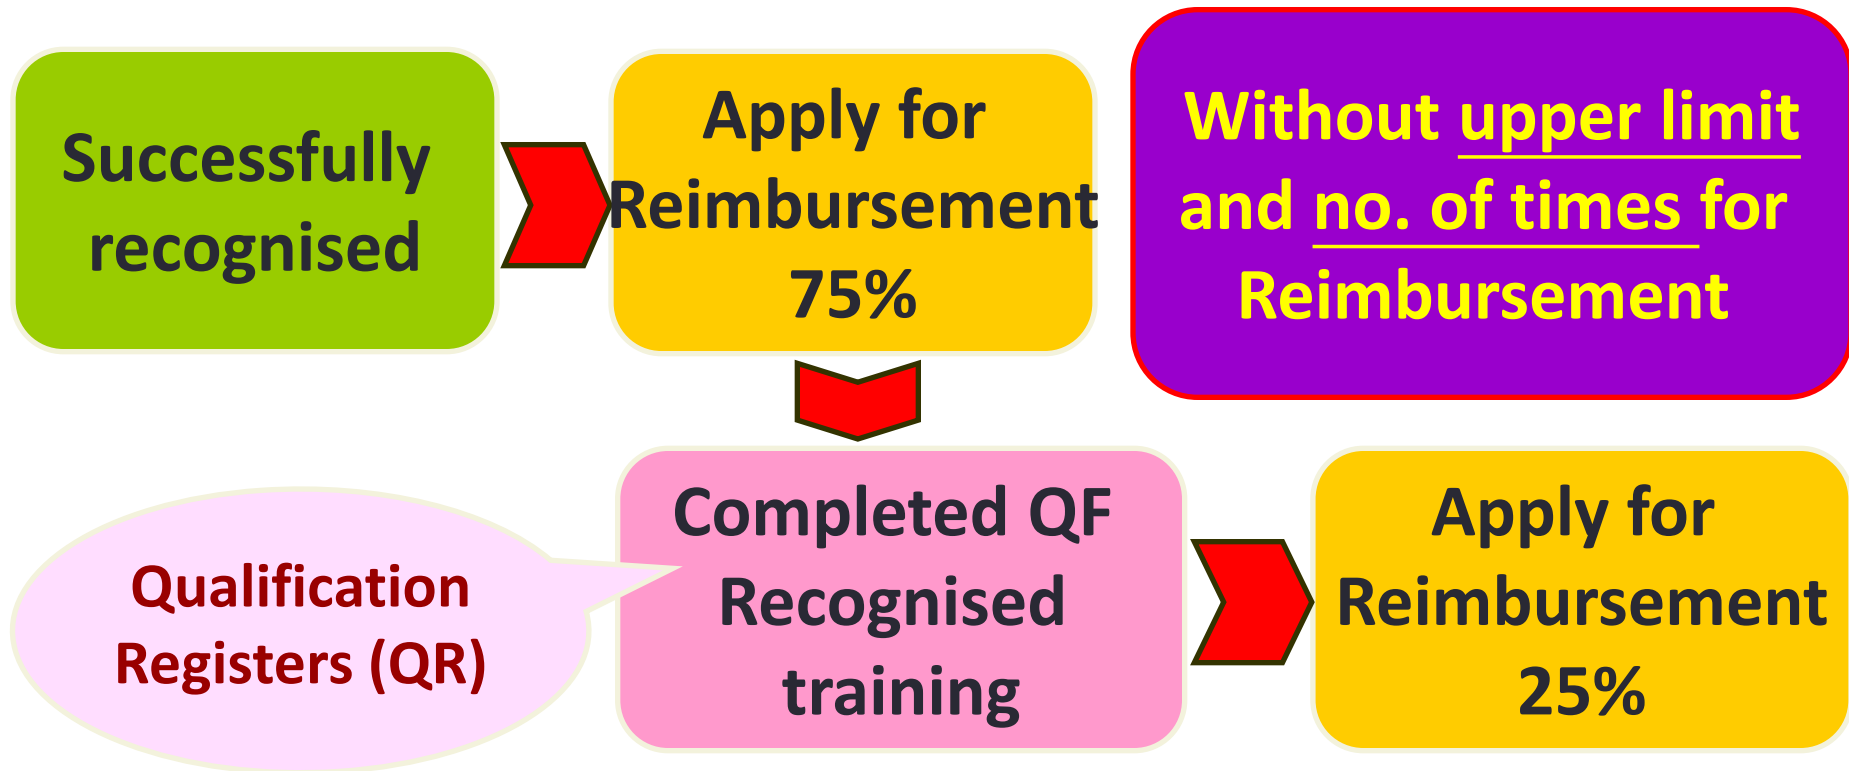 Successfully
recognised
Apply for
Reimbursement
75%
Without upper limit
and no. of times for
Reimbursement
Qualification
Registers (QR)
Completed QF
Recognised
training
Apply for
Reimbursement
25%